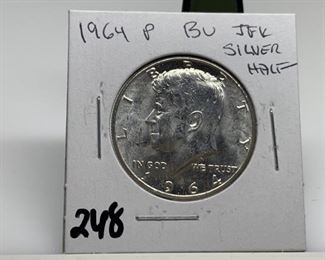 1964 P BU JFK
SILVER
HALF
LIBERTY
IN GOD WE TRUST
1964
248